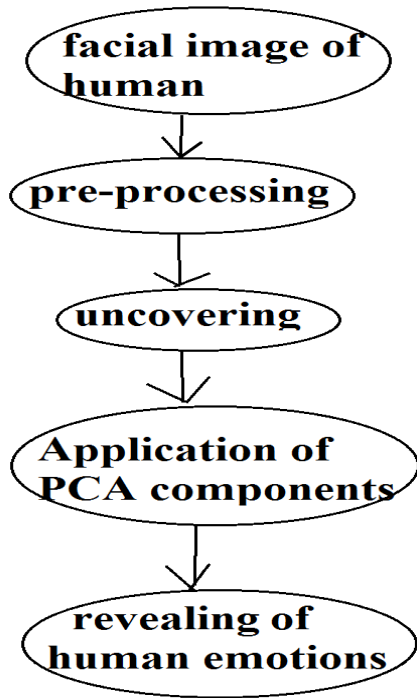 facial image of
human
pre-processing
uncovering
Application of
PCA components
revealing of
human emotions